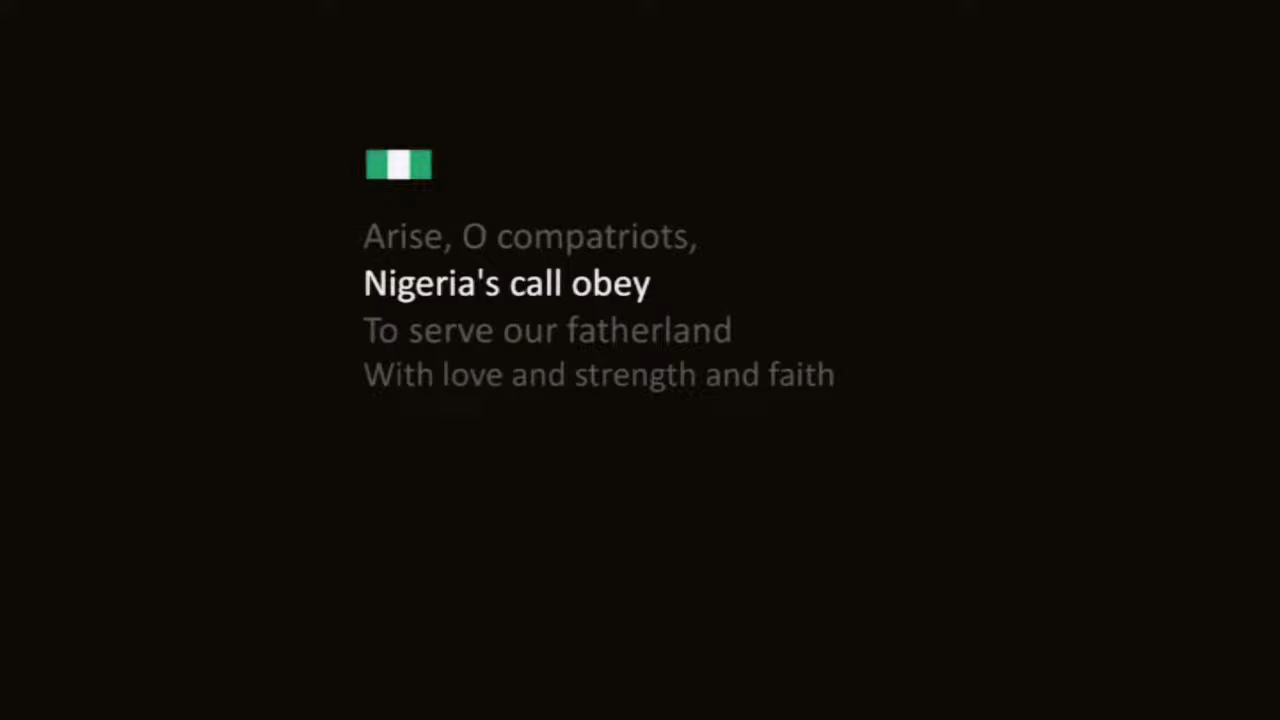 Arise, O compatriots,
Nigeria's call obey
To serve our fatherland
With love and strength and faith